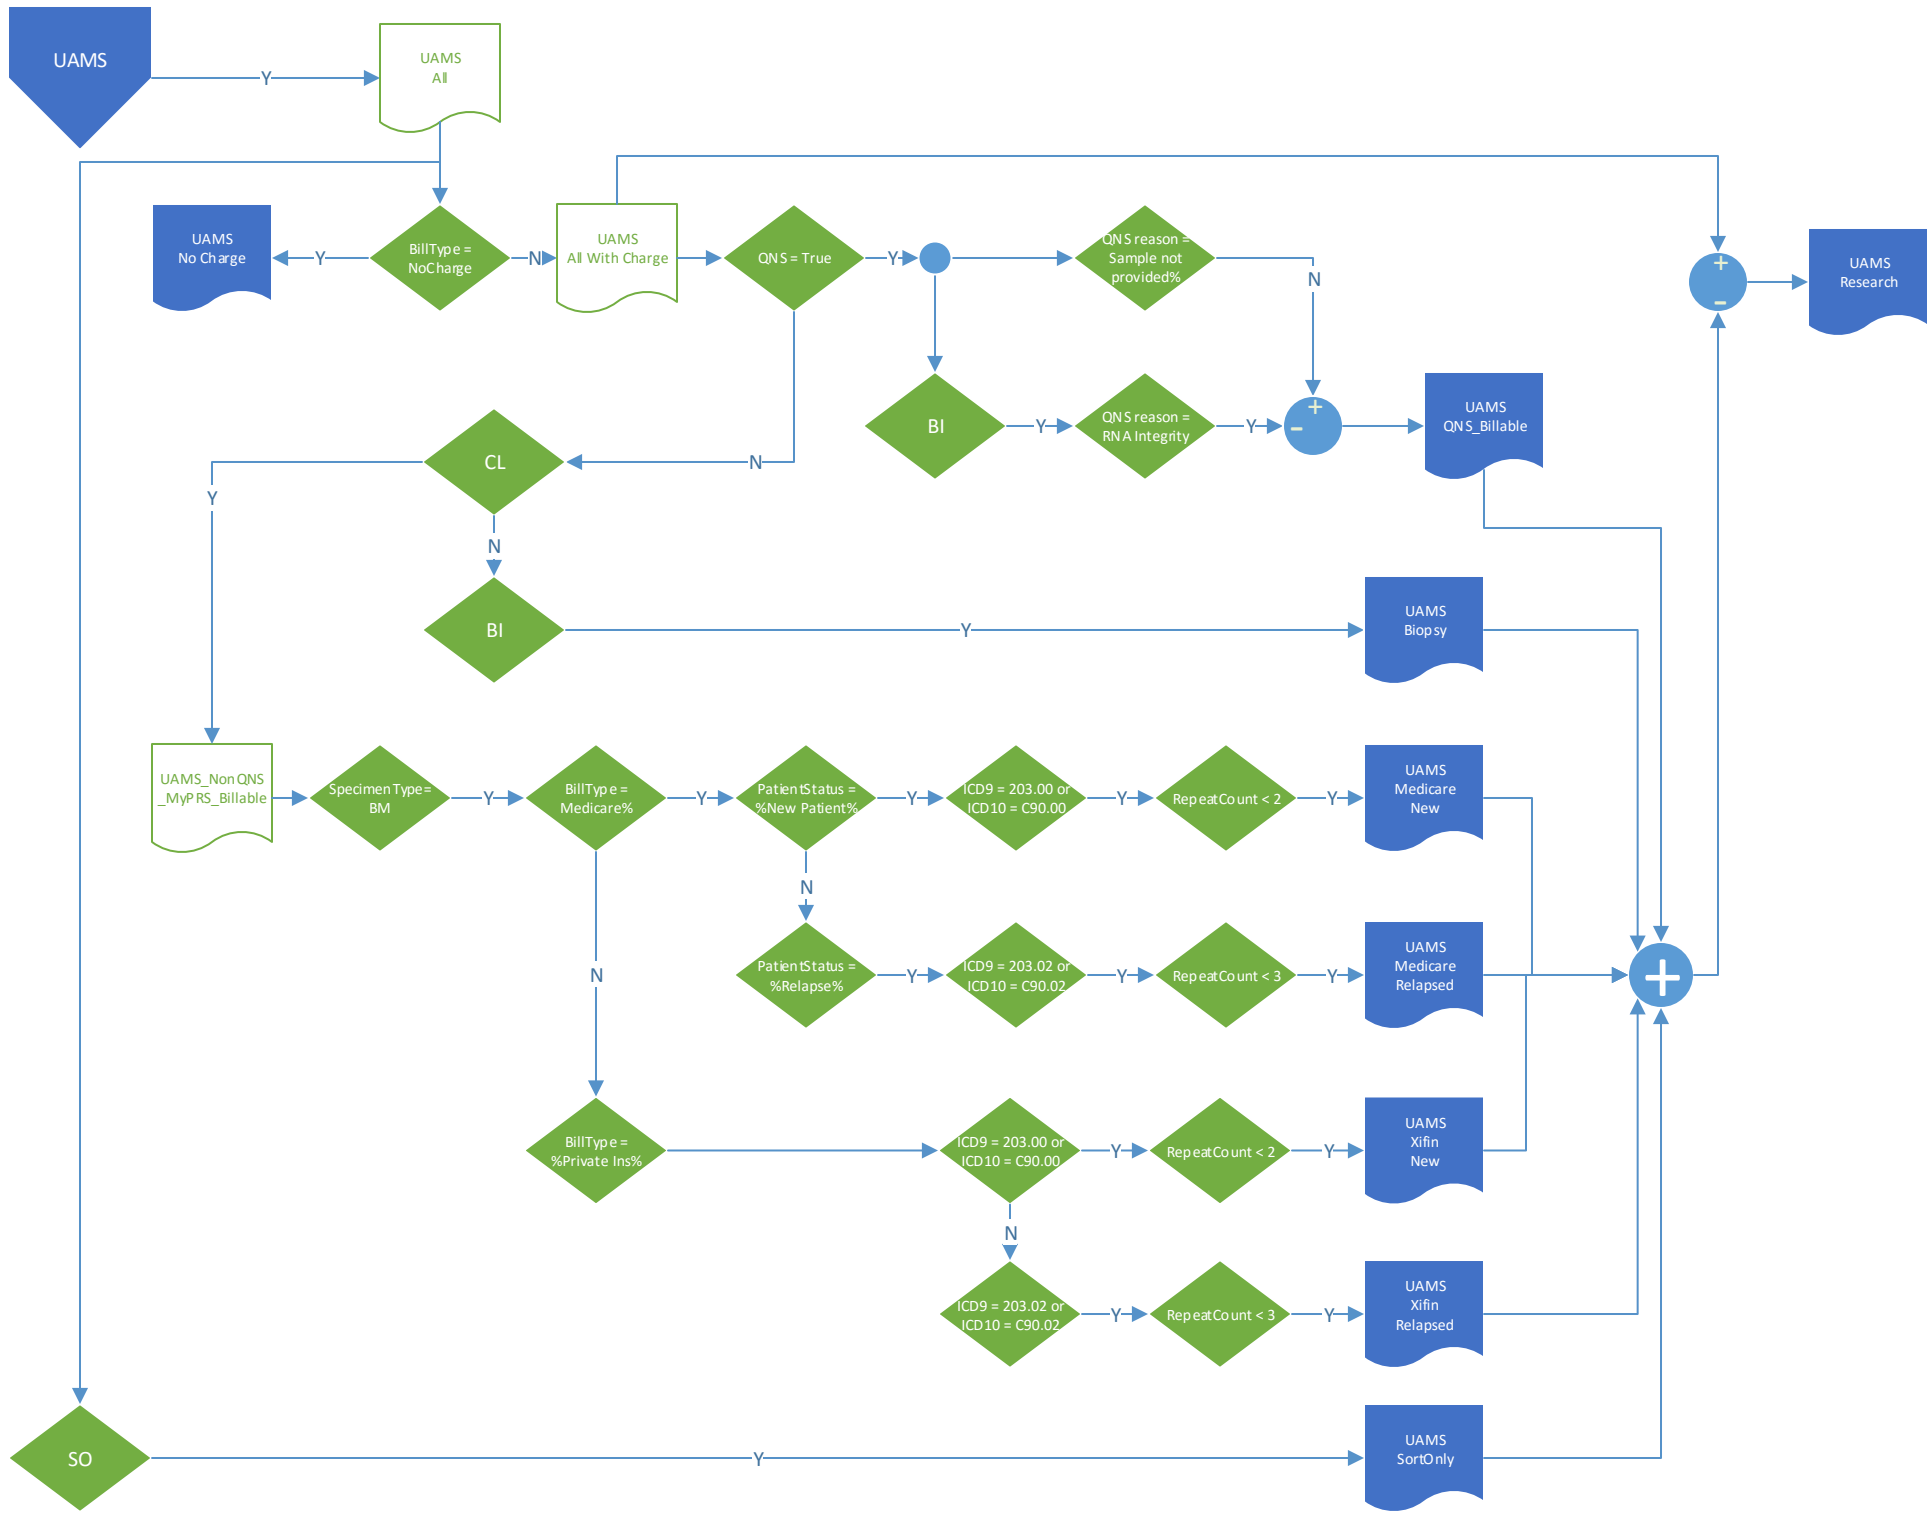 UAMS
Y
UAMS
All
UAMS
No Charge
Y
BillType =
NoCharge
N
UAMS
All With Charge
QNS = True
Y
QNS reason =
Sample not
provided%
N
+
-
UAMS
Research
BI
Y
QNS reason =
RNA Integrity
Y
+
-
UAMS
QNS_Billable
CL
N
Y
N
BI
Y
UAMS
Biopsy
UAMS_NonQNS
_MyPRS_Billable
Specimen Type=
BM
Y
BillType =
Medicare%
Y
PatientStatus =
%New Patient%
Y
ICD9 = 203.00 or
ICD10 = C90.00
Y
RepeatCount < 2
Y
UAMS
Medicare
New
N
N
PatientStatus =
%Relapse%
Y
ICD9 = 203.02 or
ICD10 = C90.02
Y
RepeatCount < 3
Y
UAMS
Medicare
Relapsed
+
BillType =
%Private Ins%
ICD9 = 203.00 or
ICD10 = C90.00
Y
RepeatCount < 2
Y
UAMS
Xifin
New
N
ICD9 = 203.02 or
ICD10 = C90.02
Y
RepeatCount < 3
Y
UAMS
Xifin
Relapsed
SO
Y
UAMS
SortOnly